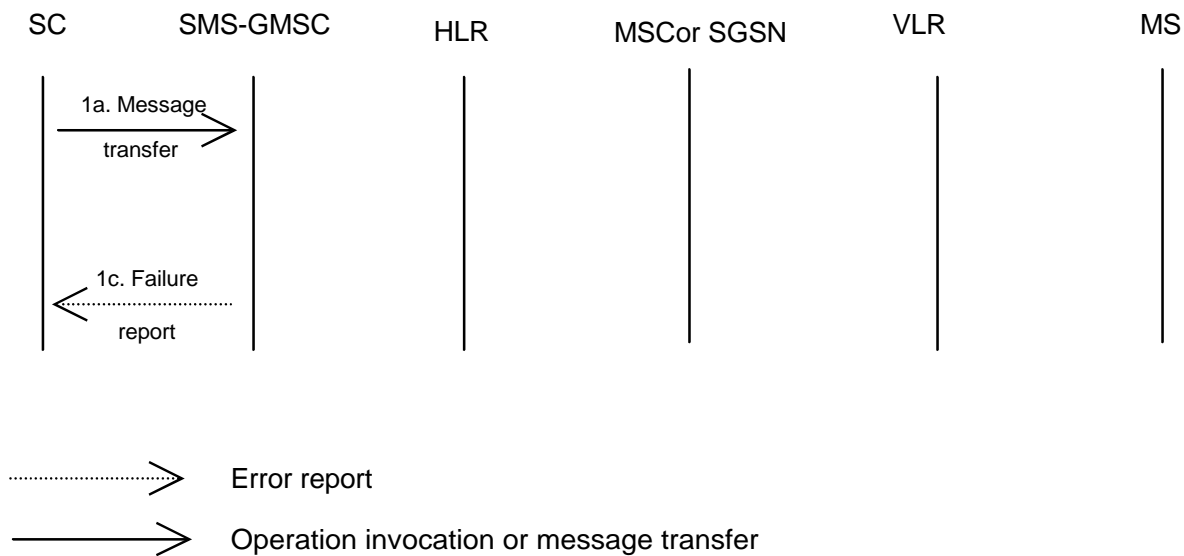 SC SMS-GMSC HLR MSCor SGSN VLR MS
1a. Message
transfer
1c. Failure
report
Error report
Operation invocation or message transfer